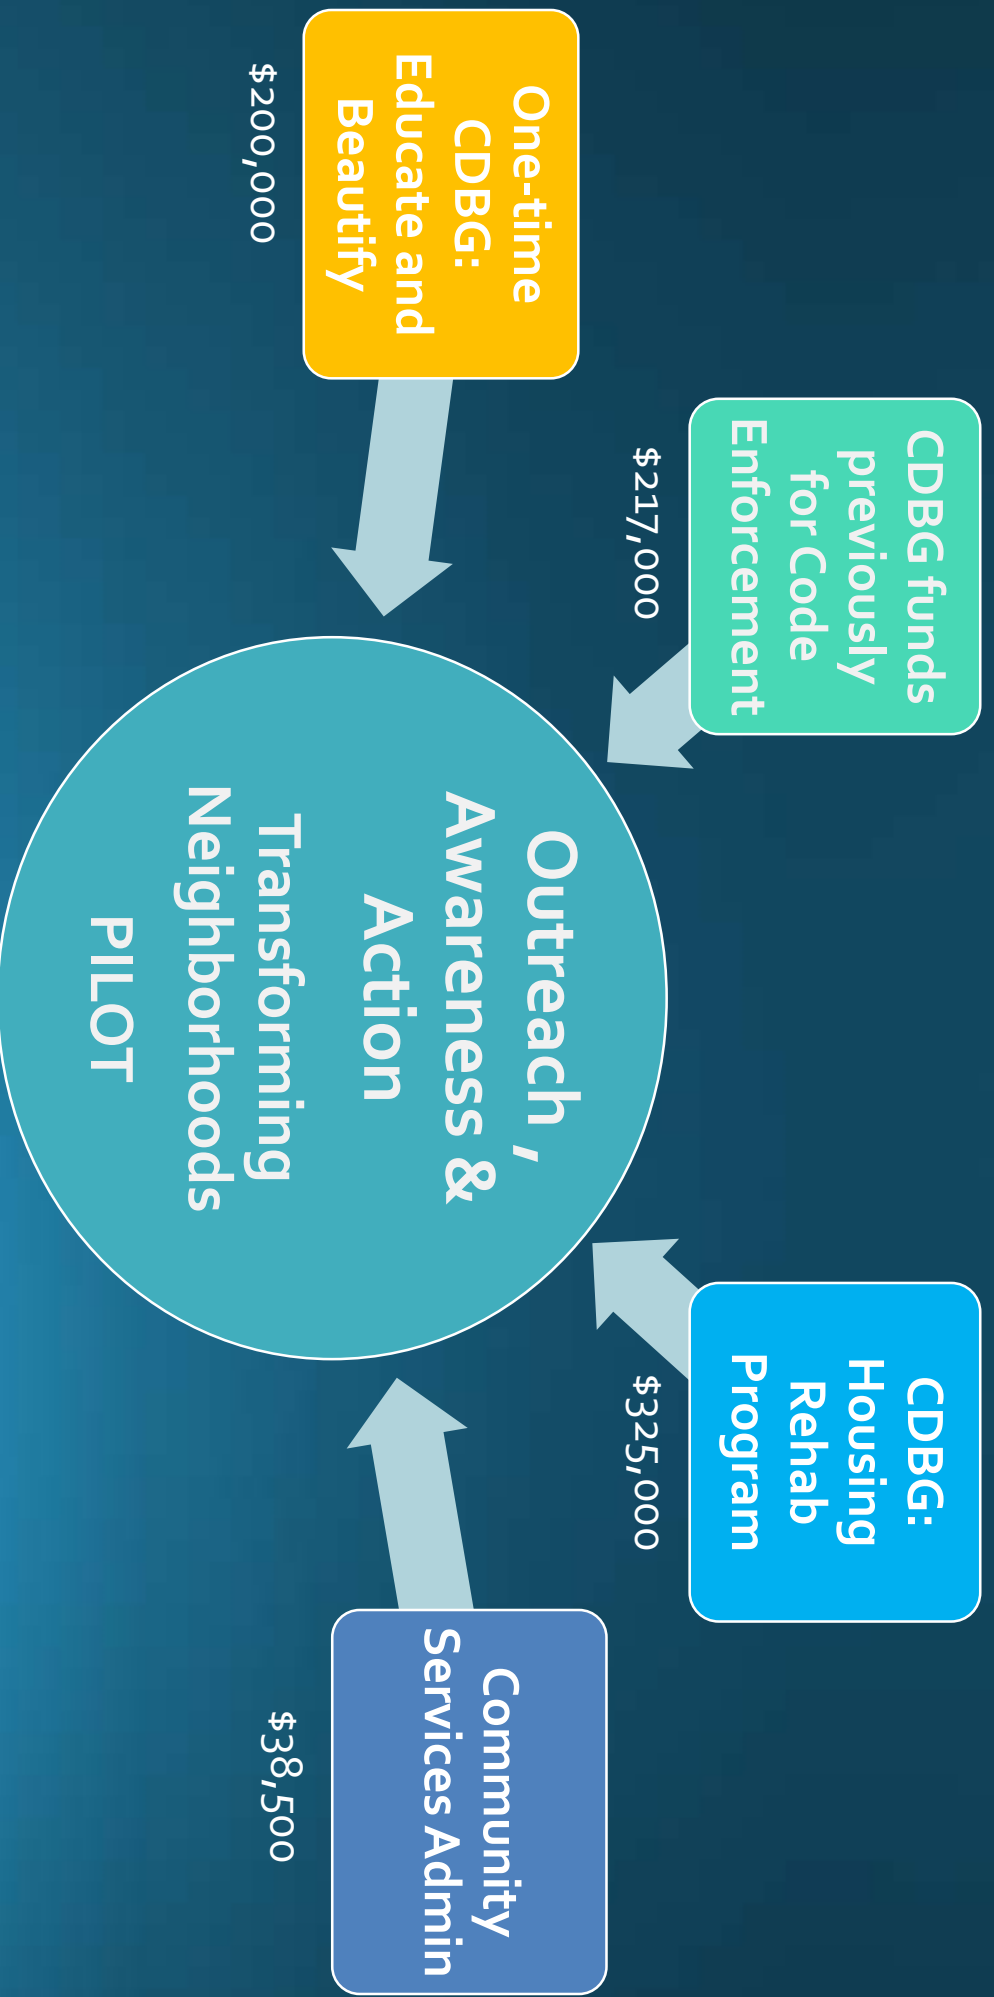 One-time
CDBG:
Educate and
Beautify
$200,000
CDBG funds
previously
for Code
Enforcement
$217,000
CDBG:
Housing
Rehab
Program
$325,000
Community
Services Admin
$38,500
Outreach ,
Awareness &
Action
Transforming
Neighborhoods
PILOT